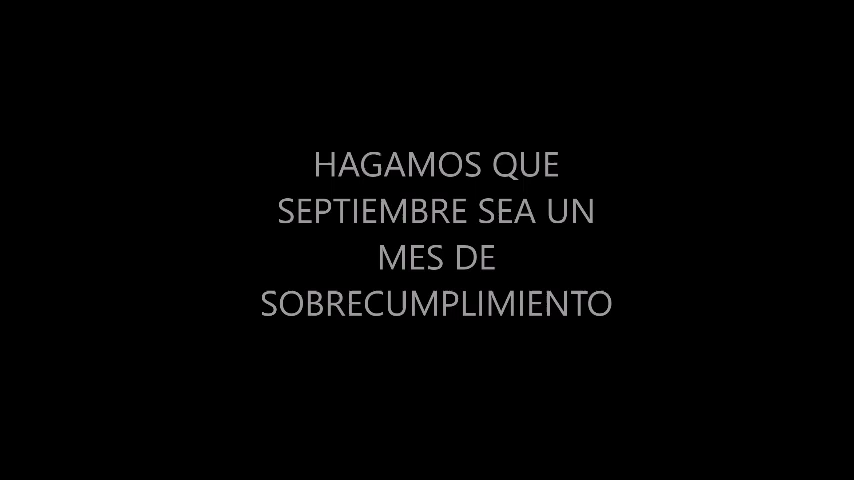 HAGAMOS QUE
SEPTIEMBRE SEA UN
MES DE
SOBRECUMPLIMIENTO